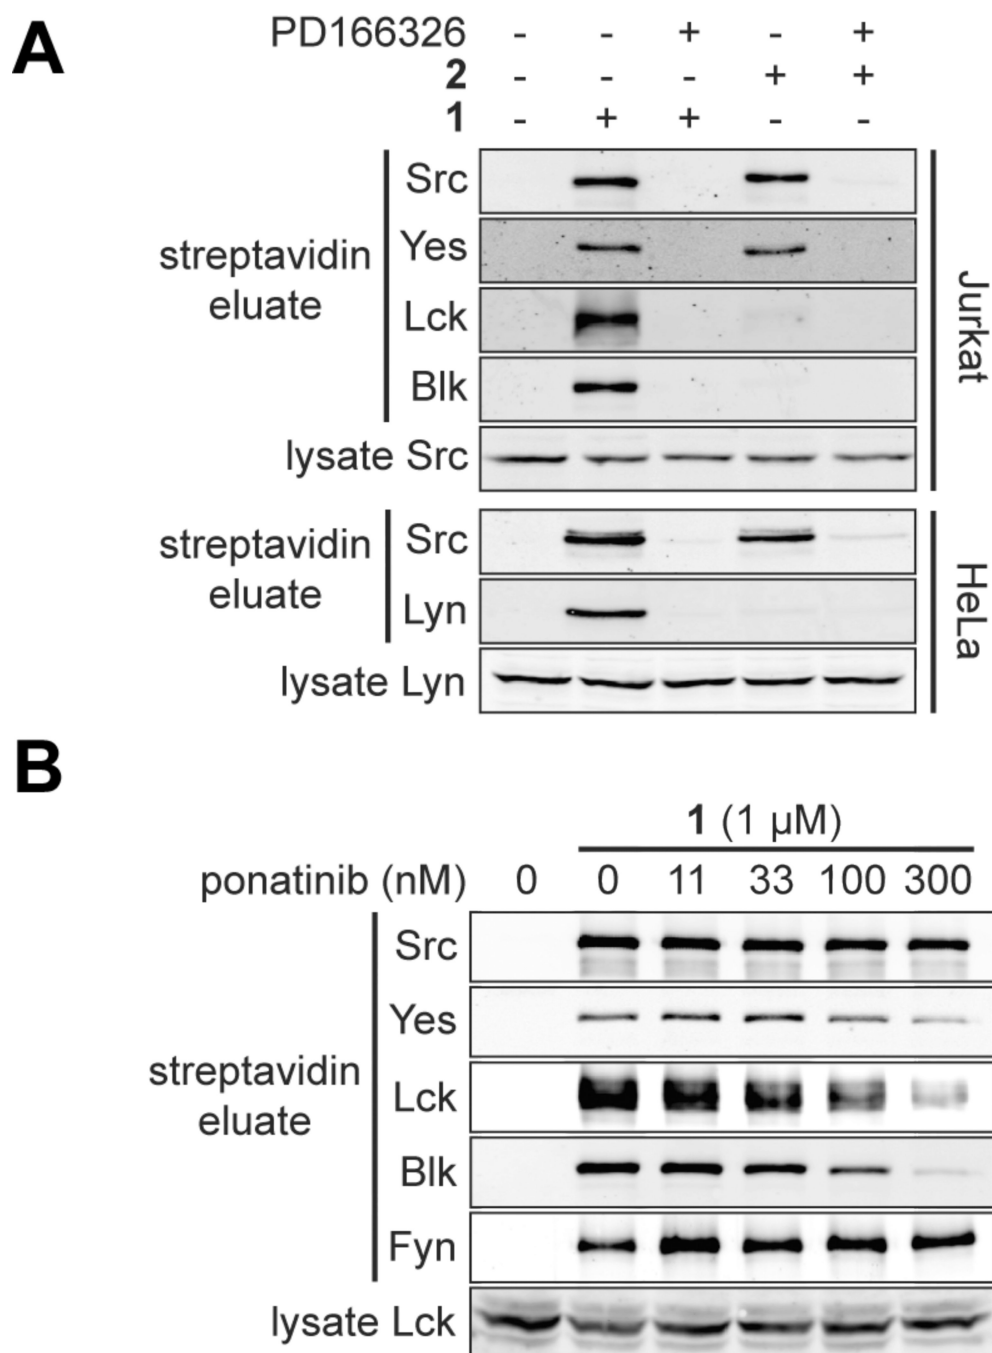 A
PD166326 - - + - +
2 - - - + +
1 - + + - -
streptavidin
eluate
Src
Yes
Lck
Blk
lysate Src
Jurkat
streptavidin
eluate
Src
Lyn
lysate Lyn
HeLa
B
1 (1 µM)
ponatinib (nM) 0 0 11 33 100 300
streptavidin
eluate
Src
Yes
Lck
Blk
Fyn
lysate Lck